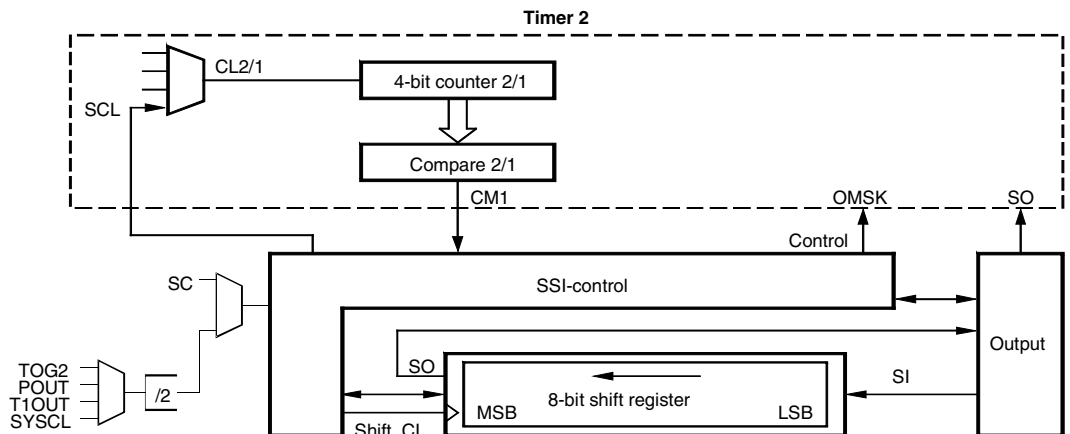 Timer 2
CL2/1
4-bit counter 2/1
SCL
Compare 2/1
CM1
OMSK
SO
Control
SC
SSI-control
TOG2
POUT
T1OUT
SYSCL
/2
SO
Output
SI
8-bit shift register
MSB
LSB
Shift_CL